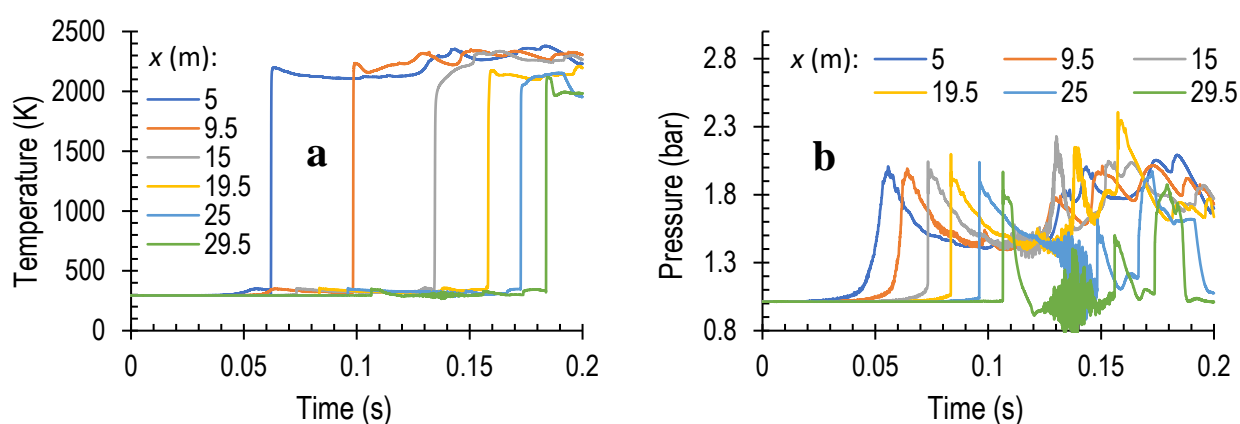 2500
2000
1500
1000
500
0
Temperature (K)
x (m):
5
9.5
15
19.5
25
29.5
a
0 0.05 0.1 0.15 0.2
Time (s)
2.8
2.3
1.8
1.3
0.8
Pressure (bar)
x (m): 5 9.5 15
19.5 25 29.5
b
0 0.05 0.1 0.15 0.2
Time (s)